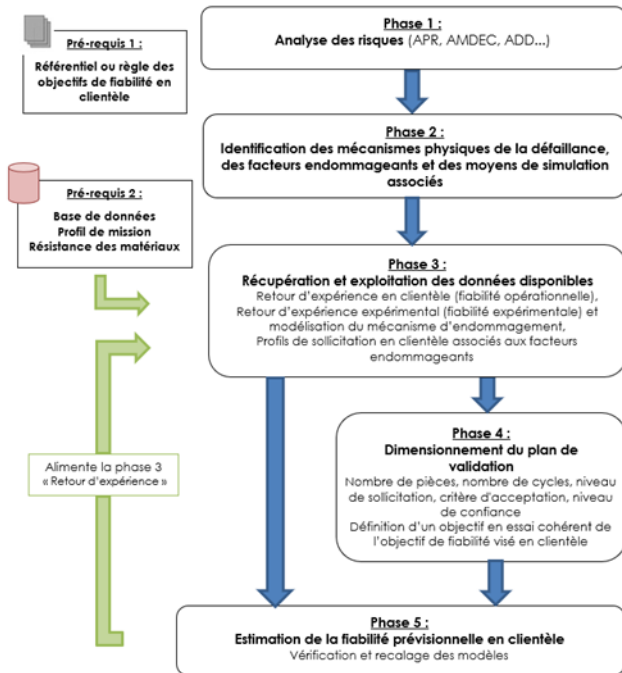 Pré-requis 1 :
Référentiel ou règle des
objectifs de fiabilité en
clientèle
Phase 1 :
Analyse des risques (APR, AMDEC, ADD...)
Phase 2 :
Identification des mécanismes physiques de la défaillance,
des facteurs endommageants et des moyens de simulation
associés
Pré-requis 2 :
Base de données
Profil de mission
Résistance des matériaux
Phase 3 :
Récupération et exploitation des données disponibles
Retour d'expérience en clientèle (fiabilité opérationnelle),
Retour d'expérience expérimental (fiabilité expérimentale) et
modélisation du mécanisme d'endommagement,
Profils de sollicitation en clientèle associés aux facteurs
endommageants
Alimente la phase 3
« Retour d'expérience »
Phase 4 :
Dimensionnement du plan de
validation
Nombre de pièces, nombre de cycles, niveau
de sollicitation, critère d'acceptation, niveau
de confiance
Définition d'un objectif en essai cohérent de
l'objectif de fiabilité visé en clientèle
Phase 5 :
Estimation de la fiabilité prévisionnelle en clientèle
Vérification et recalage des modèles